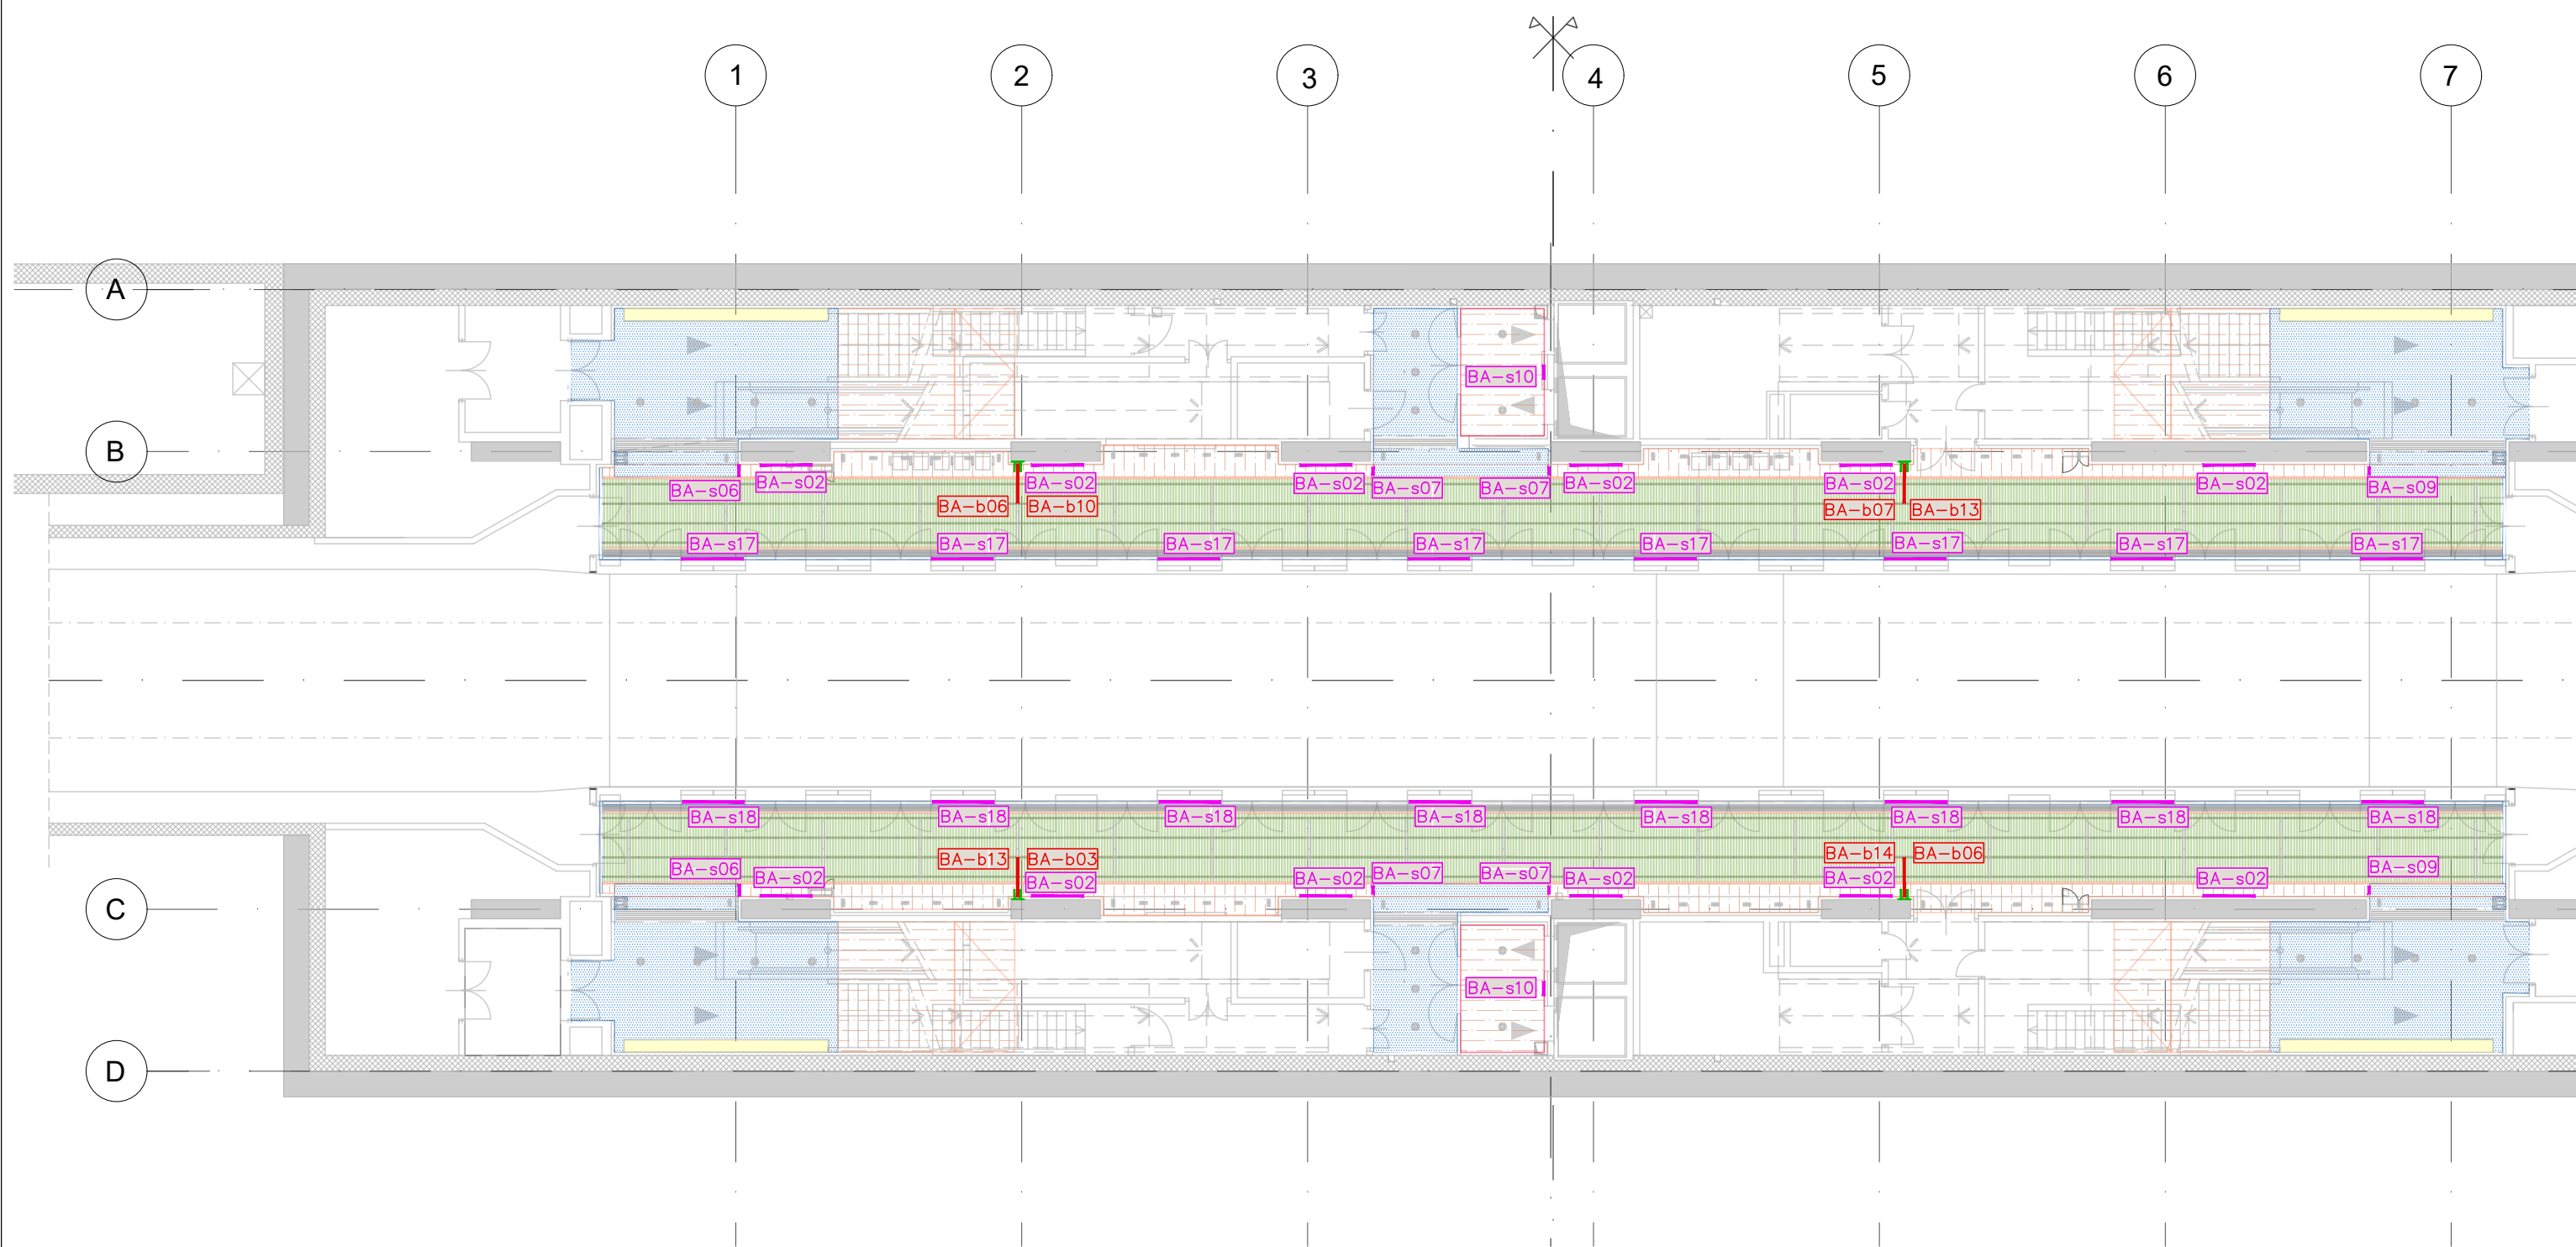 1 2 3 4 5 6 7
A
BA-s10
B
BA-s06 BA-s02 BA-s02 BA-s02 BA-s07 BA-s07 BA-s02 BA-s02 BA-s02 BA-s09
BA-b06 BA-b10 BA-b07 BA-b13
BA-s17 BA-s17 BA-s17 BA-s17 BA-s17 BA-s17 BA-s17 BA-s17
BA-s18 BA-s18 BA-s18 BA-s18 BA-s18 BA-s18 BA-s18 BA-s18
BA-b13 BA-b03 BA-b14 BA-b06
BA-s06 BA-s02 BA-s02 BA-s02 BA-s07 BA-s07 BA-s02 BA-s02 BA-s02 BA-s09
C
BA-s10
D